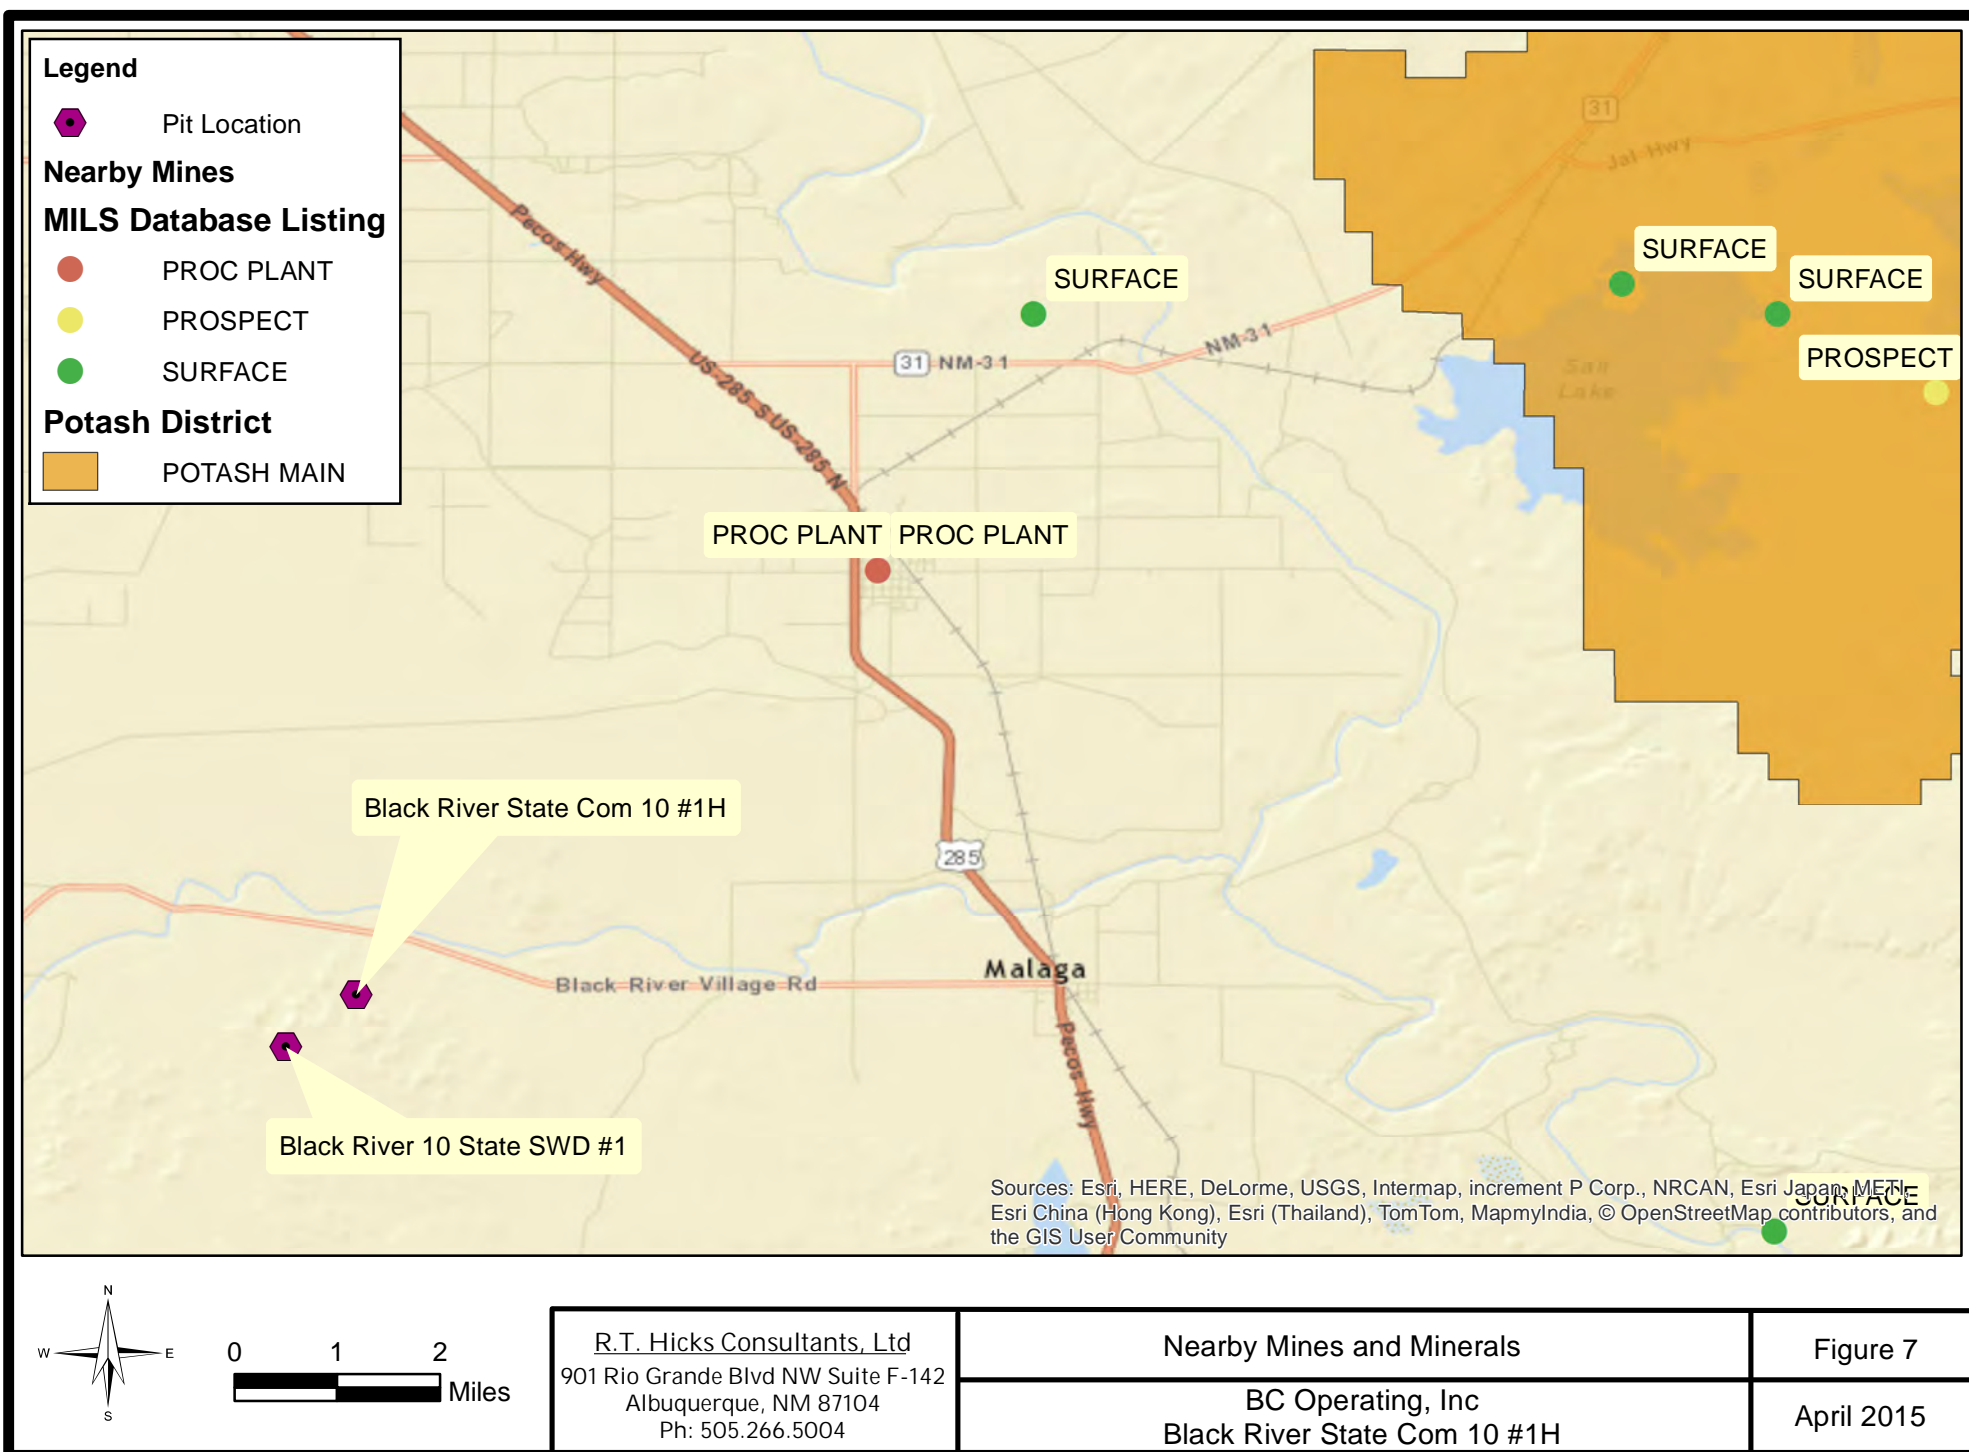 Legend
Pit Location
Nearby Mines
MILS Database Listing
PROC PLANT
PROSPECT
SURFACE
Potash District
POTASH MAIN
31
Jal Hwy
Pecos Hwy
SURFACE
SURFACE
SURFACE
PROSPECT
31 NM-31
NM-31
Salt
Lake
US-285 S US-285 N
PROC PLANT
PROC PLANT
Black River State Com 10 #1H
285
Malaga
Black River Village Rd
Pecos Hwy
Black River 10 State SWD #1
SURFACE
Sources: Esri, HERE, DeLorme, USGS, Intermap, increment P Corp., NRCAN, Esri Japan, METI,
Esri China (Hong Kong), Esri (Thailand), TomTom, MapmyIndia, © OpenStreetMap contributors, and
the GIS User Community
N
W E
S
0 1 2
Miles
R.T. Hicks Consultants, Ltd
901 Rio Grande Blvd NW Suite F-142
Albuquerque, NM 87104
Ph: 505.266.5004
Nearby Mines and Minerals
BC Operating, Inc
Black River State Com 10 #1H
Figure 7
April 2015